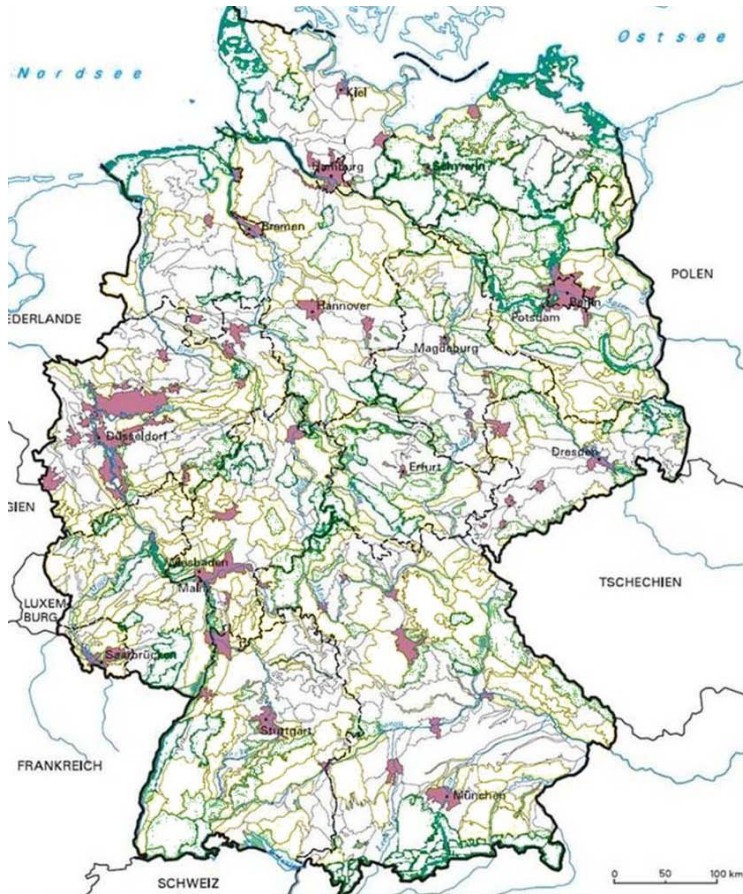 Ostsee
Nordsee
Kiel
Hamburg
Schwerin
Bremen
POLEN
Berlin
Hannover
Potsdam
EDERLANDE
Magdeburg
Düsseldorf
Dresden
Erfurt
GIEN
Wiesbaden
TSCHECHIEN
Mainz
LUXEM-
BURG
Saarbrücken
Stuttgart
FRANKREICH
München
SCHWEIZ
0 50 100 km